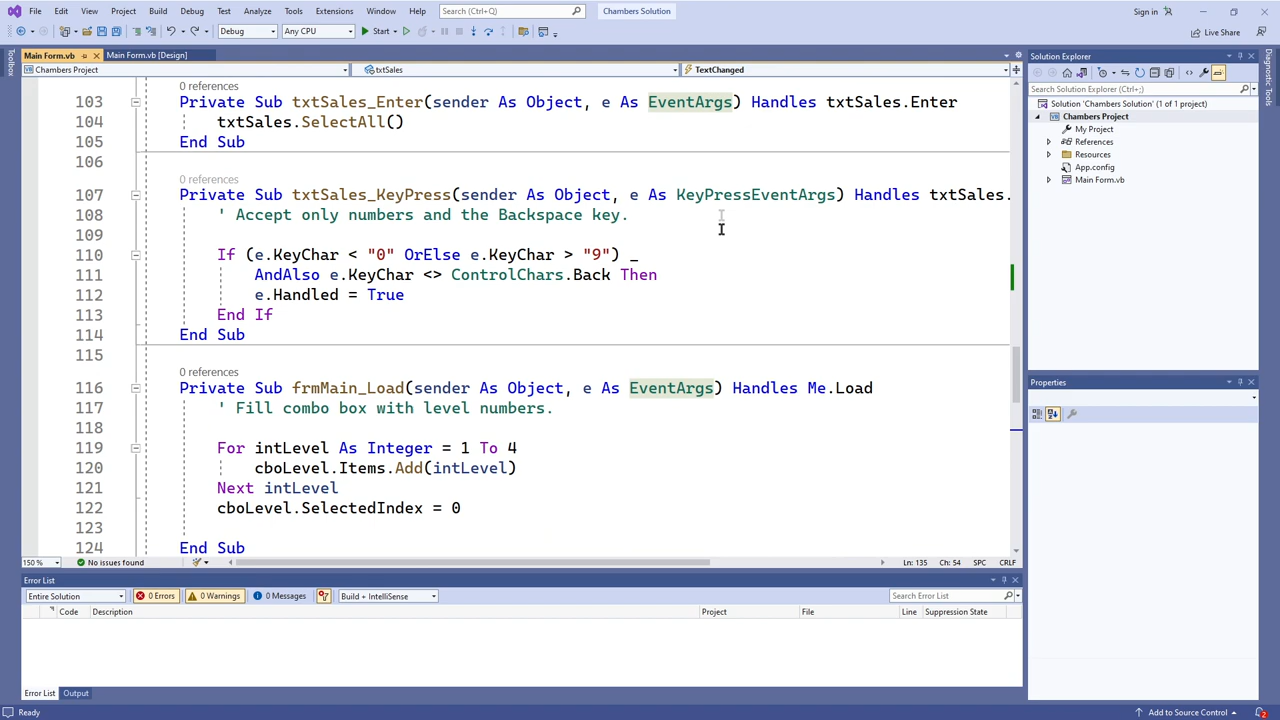 File Edit View Project Build Debug Test Analyze Tools Extensions Window Help Search (Ctrl+Q) Chambers Solution Sign in
Debug Any CPU Start Live Share
Main Form.vb Main Form.vb [Design]
Chambers Project txtSales TextChanged
0 references
103 Private Sub txtSales_Enter(sender As Object, e As EventArgs) Handles txtSales.Enter
104 txtSales.SelectAll()
105 End Sub
106
0 references
107 Private Sub txtSales_KeyPress(sender As Object, e As KeyPressEventArgs) Handles txtSales.
108 ' Accept only numbers and the Backspace key.
109
110 If (e.KeyChar < "0" OrElse e.KeyChar > "9") _
111 AndAlso e.KeyChar <> ControlChars.Back Then
112 e.Handled = True
113 End If
114 End Sub
115
0 references
116 Private Sub frmMain_Load(sender As Object, e As EventArgs) Handles Me.Load
117 ' Fill combo box with level numbers.
118
119 For intLevel As Integer = 1 To 4
120 cboLevel.Items.Add(intLevel)
121 Next intLevel
122 cboLevel.SelectedIndex = 0
123
124 End Sub
150 % No issues found Ln: 135 Ch: 54 SPC CRLF
Error List
Entire Solution 0 Errors 0 Warnings 0 Messages Build + IntelliSense Search Error List
Code Description Project File Line Suppression State
Error List Output
Ready Add to Source Control 2
Toolbox
Solution Explorer
Search Solution Explorer (Ctrl+;)
Solution 'Chambers Solution' (1 of 1 project)
Chambers Project
My Project
References
Resources
App.config
Main Form.vb
Properties
Diagnostic Tools